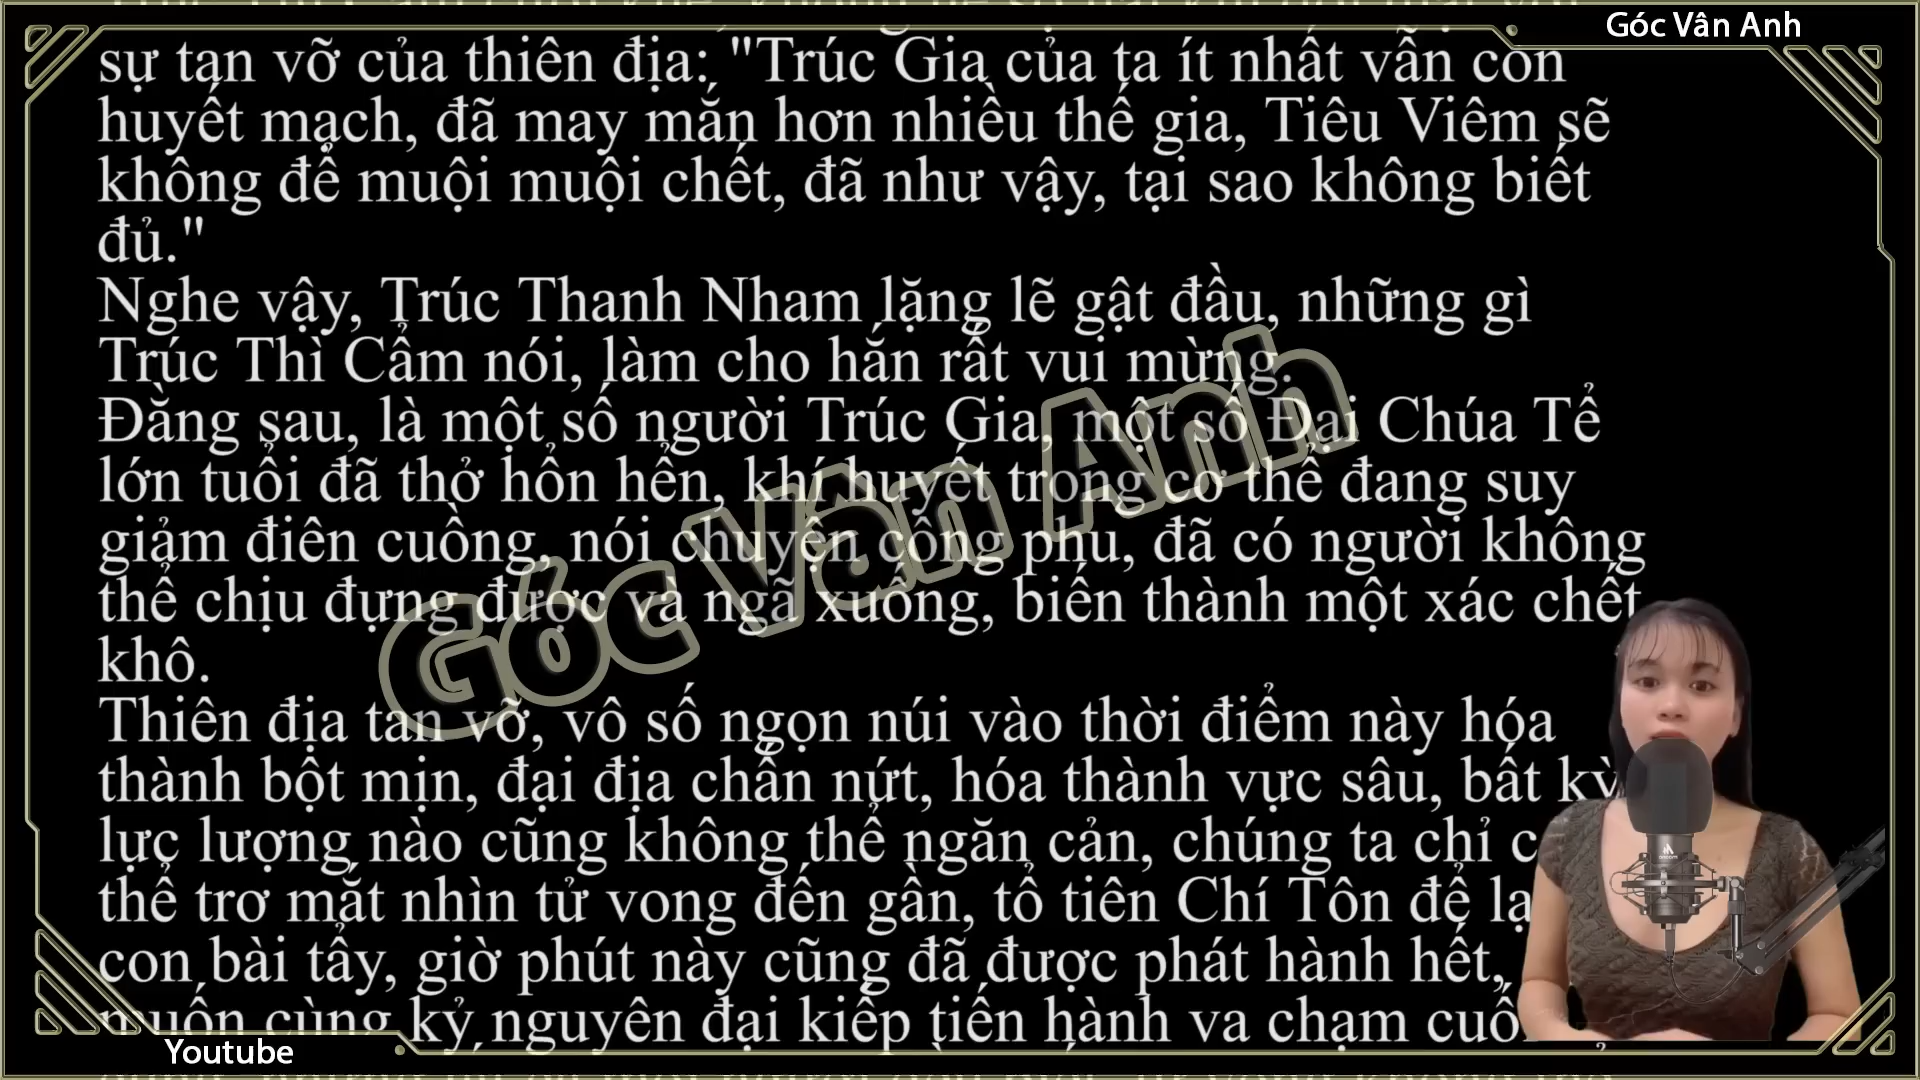 Góc Vân Anh
sự tan vỡ của thiên địa: "Trúc Gia của ta ít nhất vẫn còn
huyết mạch, đã may mắn hơn nhiều thế gia, Tiêu Viêm sẽ
không để muội muội chết, đã như vậy, tại sao không biết
đủ."
Nghe vậy, Trúc Thanh Nham lặng lẽ gật đầu, những gì
Trúc Thì Cẩm nói, làm cho hắn rất vui mừng.
Đằng sau, là một số người Trúc Gia, một số Đại Chúa Tể
lớn tuổi đã thở hổn hển, khí huyết trong cơ thể đang suy
giảm điên cuồng, nói chuyện công phu, đã có người không
thể chịu đựng được và ngã xuống, biến thành một xác chết
khô.
Góc Vân Anh
Thiên địa tan vỡ, vô số ngọn núi vào thời điểm này hóa
thành bột mịn, đại địa chấn nứt, hóa thành vực sâu, bất kỳ
lực lượng nào cũng không thể ngăn cản, chúng ta chỉ
thể trơ mắt nhìn tử vong đến gần, tổ tiên Chí Tôn để
con bài tẩy, giờ phút này cũng đã được phát hành hết,
muốn cùng kỷ nguyên đại kiếp tiến hành va chạm
Youtube